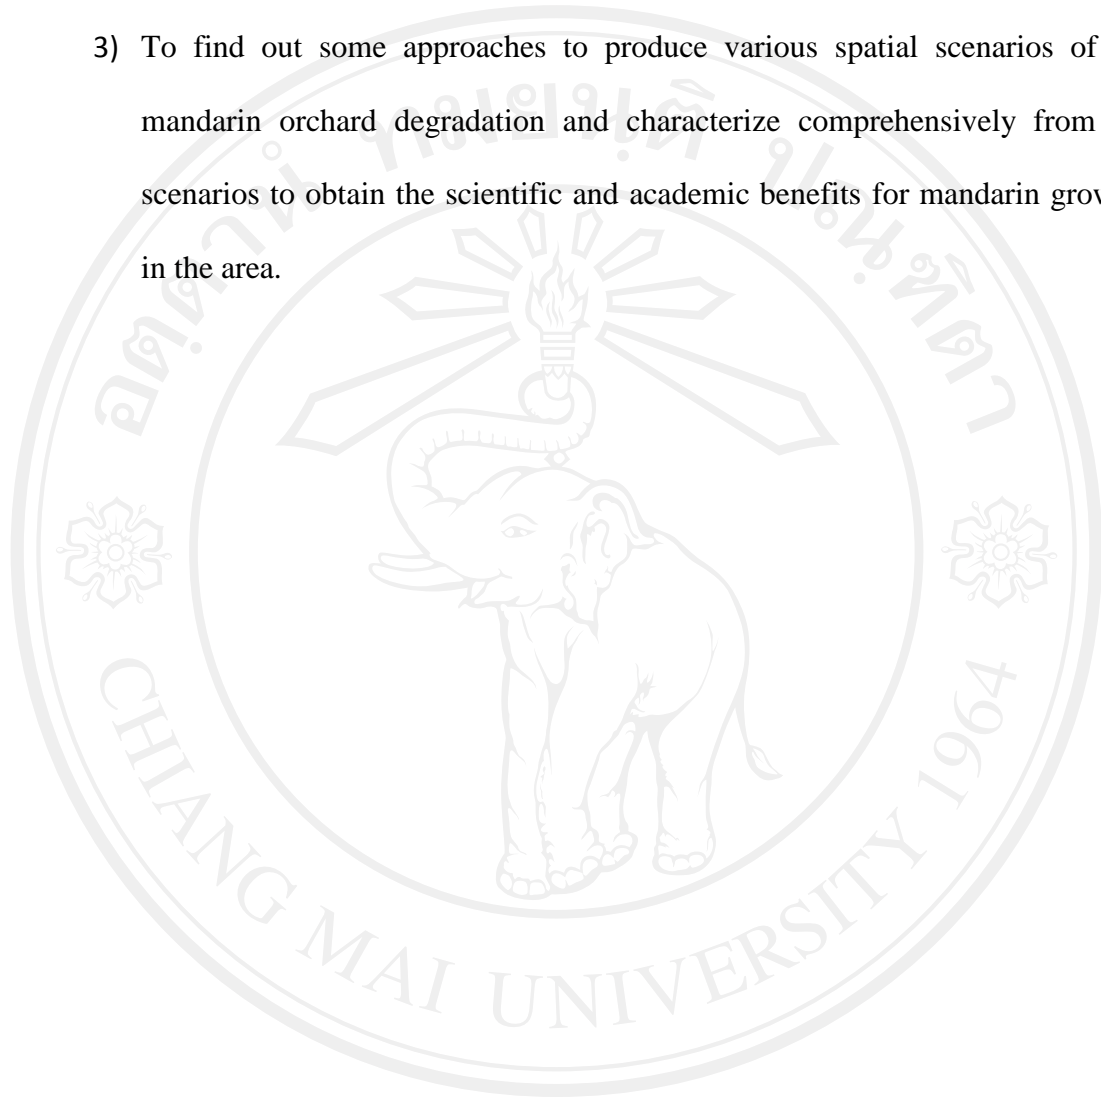 3) To find out some approaches to produce various spatial scenarios of
mandarin orchard degradation and characterize comprehensively from
scenarios to obtain the scientific and academic benefits for mandarin
in the area.
CHIANG MAI UNIVERSITY 1964